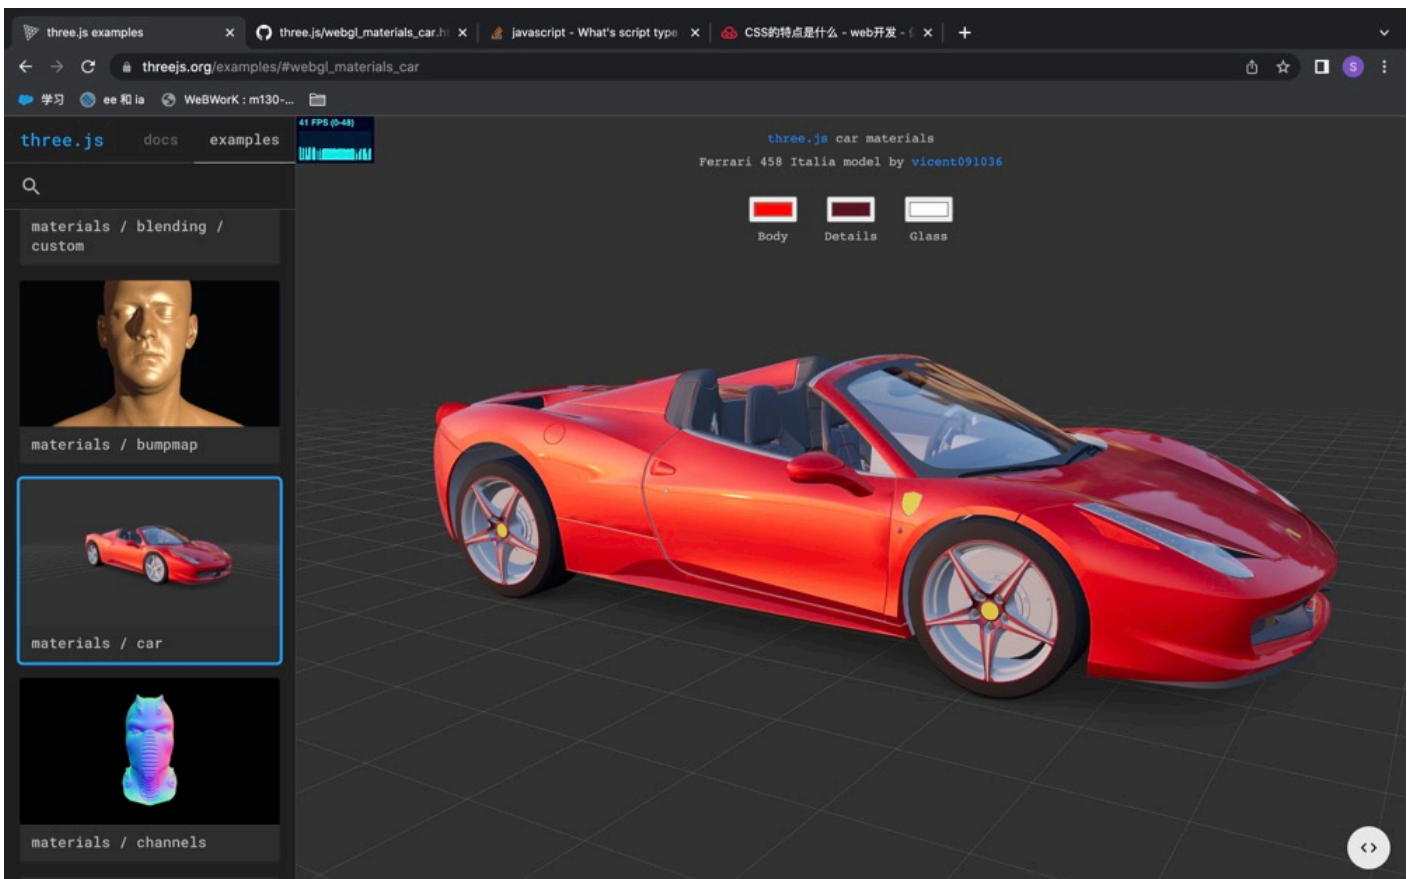 three.js examples
three.js/webgl_materials_car.h
javascript - What's script type
CSS的特点是什么 - web开发 -
threejs.org/examples/#webgl_materials_car
S
学习
ee 和 ia
WeBWorK : m130-...
three.js
docs
examples
41 FPS (0-48)
three.js car materials
Ferrari 458 Italia model by vicent091036
Body
Details
Glass
materials / blending /
custom
materials / bumpmap
materials / car
materials / channels